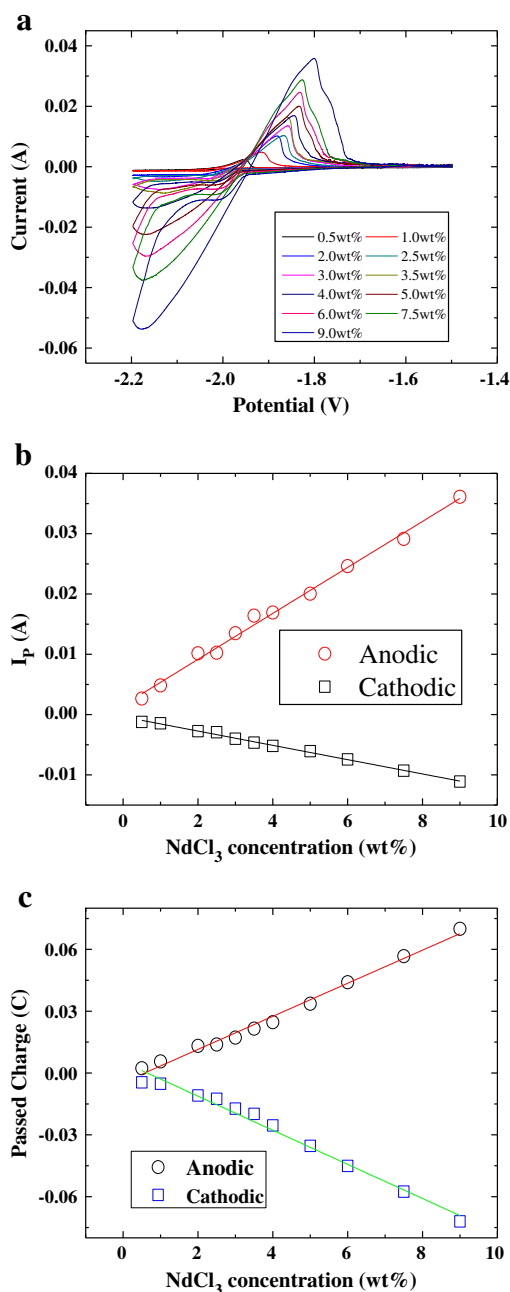 a
0.04
0.02
0.00
-0.02
-0.04
-0.06
Current (A)
0.5wt% 1.0wt%
2.0wt% 2.5wt%
3.0wt% 3.5wt%
4.0wt% 5.0wt%
6.0wt% 7.5wt%
9.0wt%
-2.2 -2.0 -1.8 -1.6 -1.4
Potential (V)
b
0.04
0.03
0.02
0.01
0.00
-0.01
I_P (A)
Anodic
Cathodic
0 2 4 6 8 10
NdCl₃ concentration (wt%)
c
0.06
0.03
0.00
-0.03
-0.06
Passed Charge (C)
Anodic
Cathodic
0 2 4 6 8 10
NdCl₃ concentration (wt%)